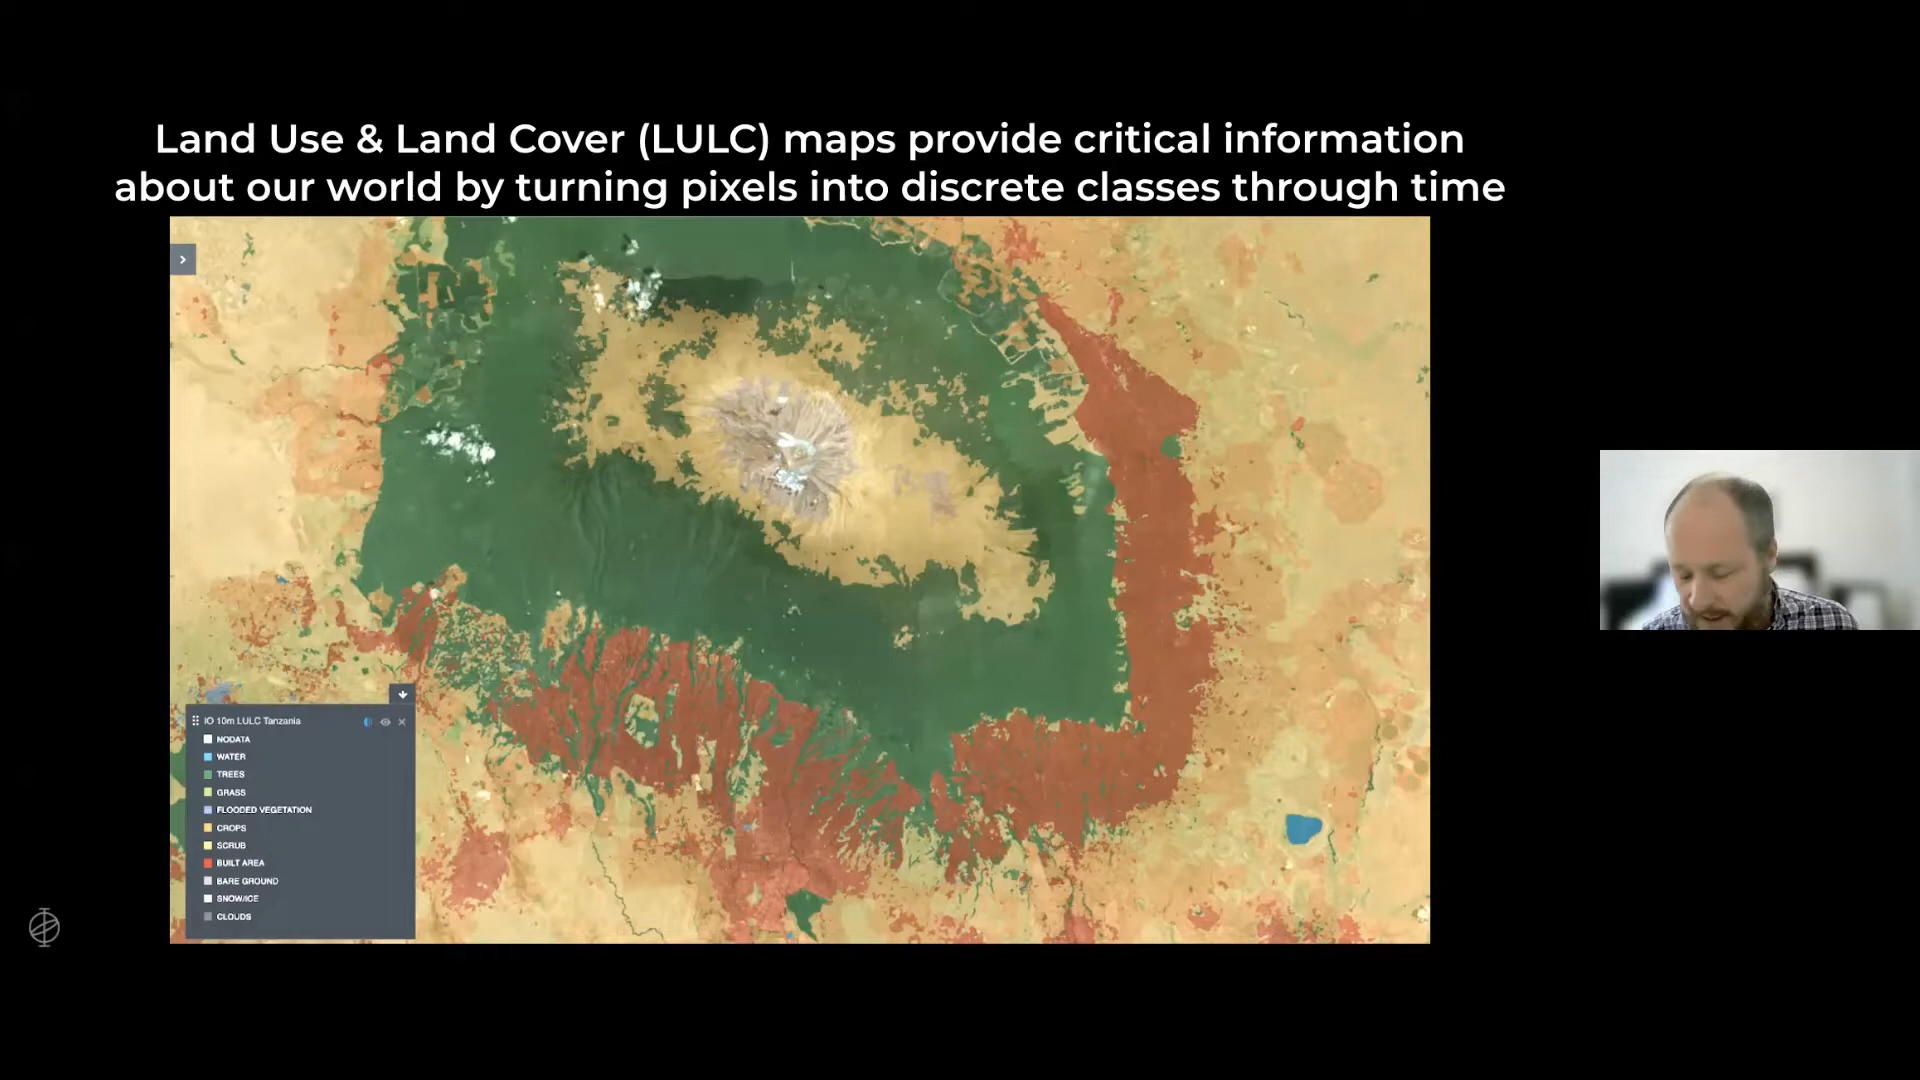 Land Use & Land Cover (LULC) maps provide critical information
about our world by turning pixels into discrete classes through time
IO 10m LULC Tanzania
NODATA
WATER
TREES
GRASS
FLOODED VEGETATION
CROPS
SCRUB
BUILT AREA
BARE GROUND
SNOW/ICE
CLOUDS